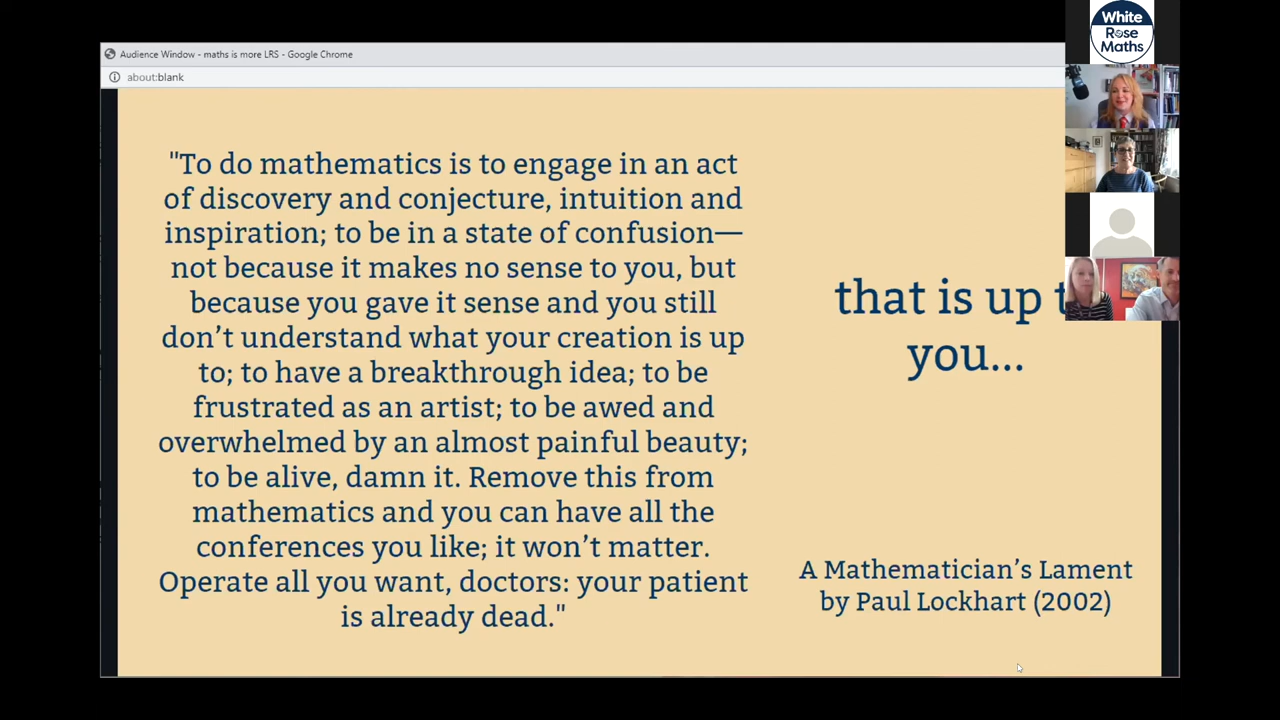 Audience Window - maths is more LRS - Google Chrome
about:blank
White
Rose
Maths
"To do mathematics is to engage in an act
of discovery and conjecture, intuition and
inspiration; to be in a state of confusion—
not because it makes no sense to you, but
because you gave it sense and you still
don’t understand what your creation is up
to; to have a breakthrough idea; to be
frustrated as an artist; to be awed and
overwhelmed by an almost painful beauty;
to be alive, damn it. Remove this from
mathematics and you can have all the
conferences you like; it won’t matter.
Operate all you want, doctors: your patient
is already dead."
that is up
you...
A Mathematician’s Lament
by Paul Lockhart (2002)